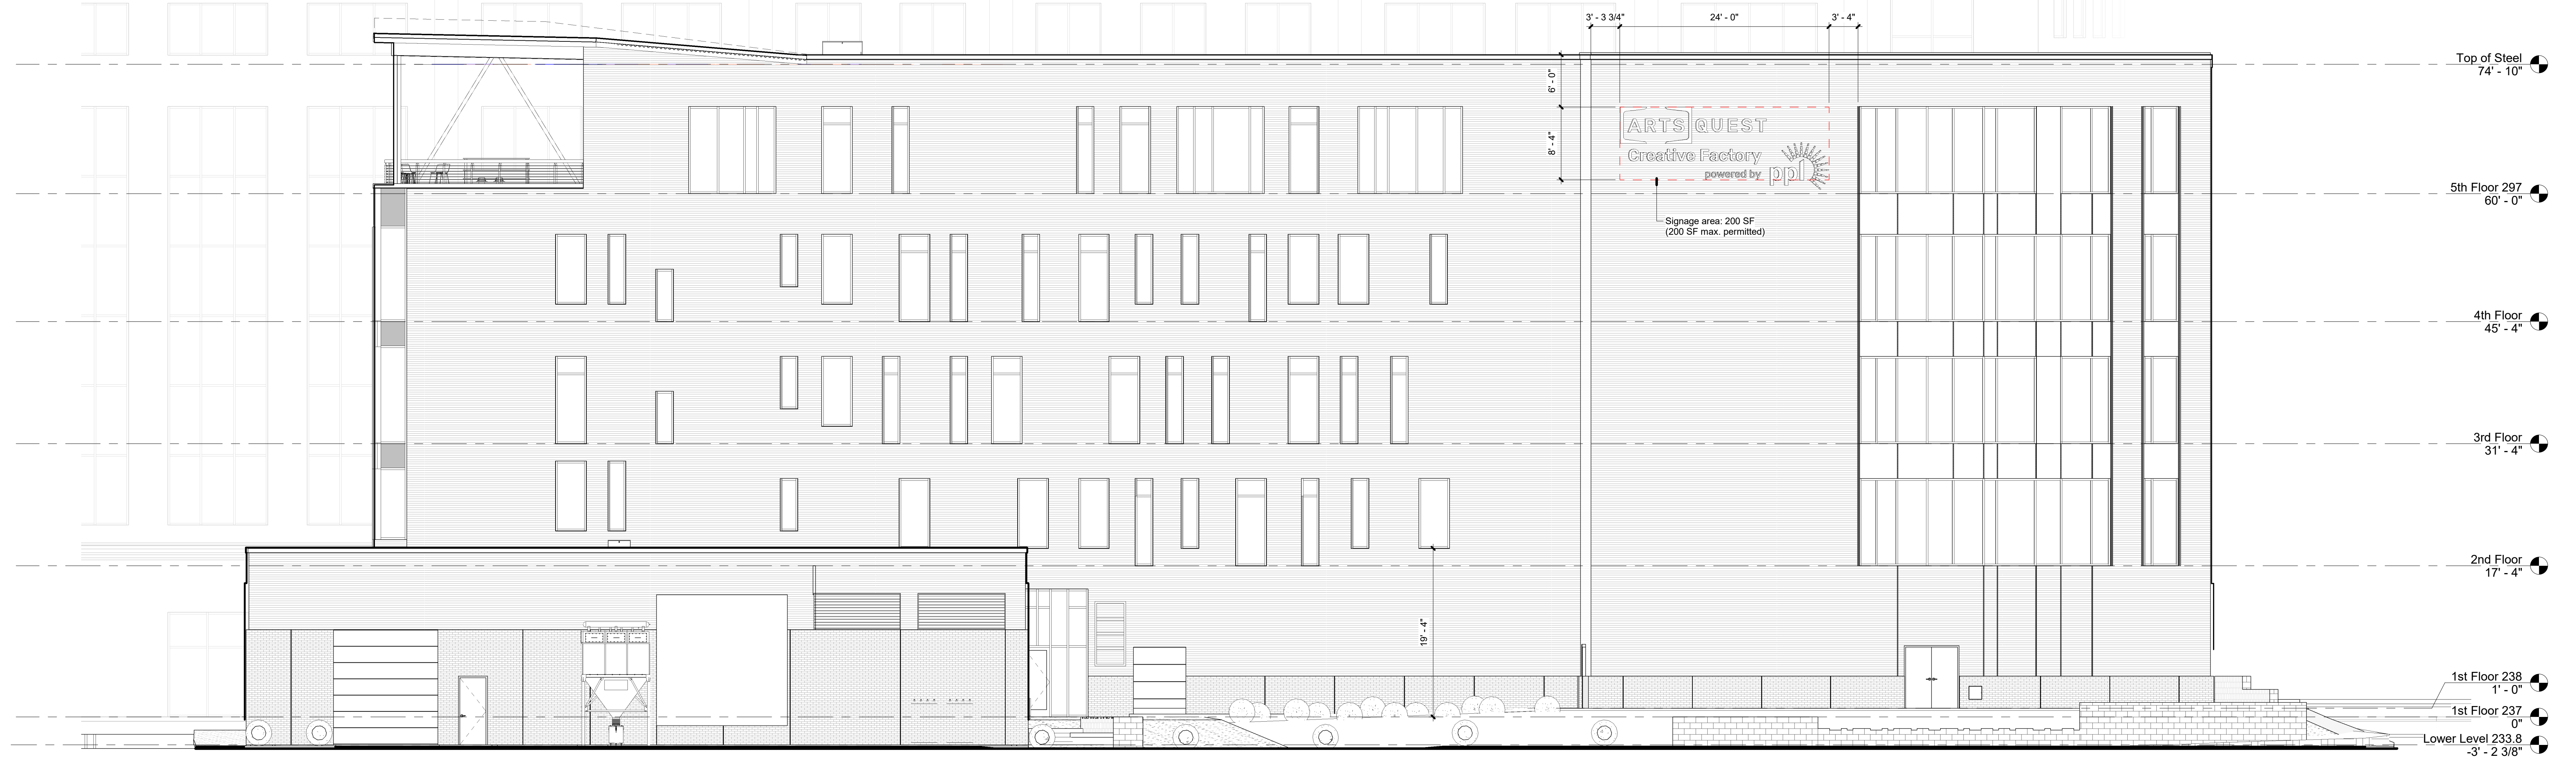 3' - 3 3/4"
24' - 0"
3' - 4"
6' - 0"
8' - 4"
ARTS QUEST
Creative Factory
powered by ppl
Signage area: 200 SF
(200 SF max. permitted)
19' - 4"
Top of Steel
74' - 10"
5th Floor 297
60' - 0"
4th Floor
45' - 4"
3rd Floor
31' - 4"
2nd Floor
17' - 4"
1st Floor 238
1' - 0"
1st Floor 237
0"
Lower Level 233.8
-3' - 2 3/8"